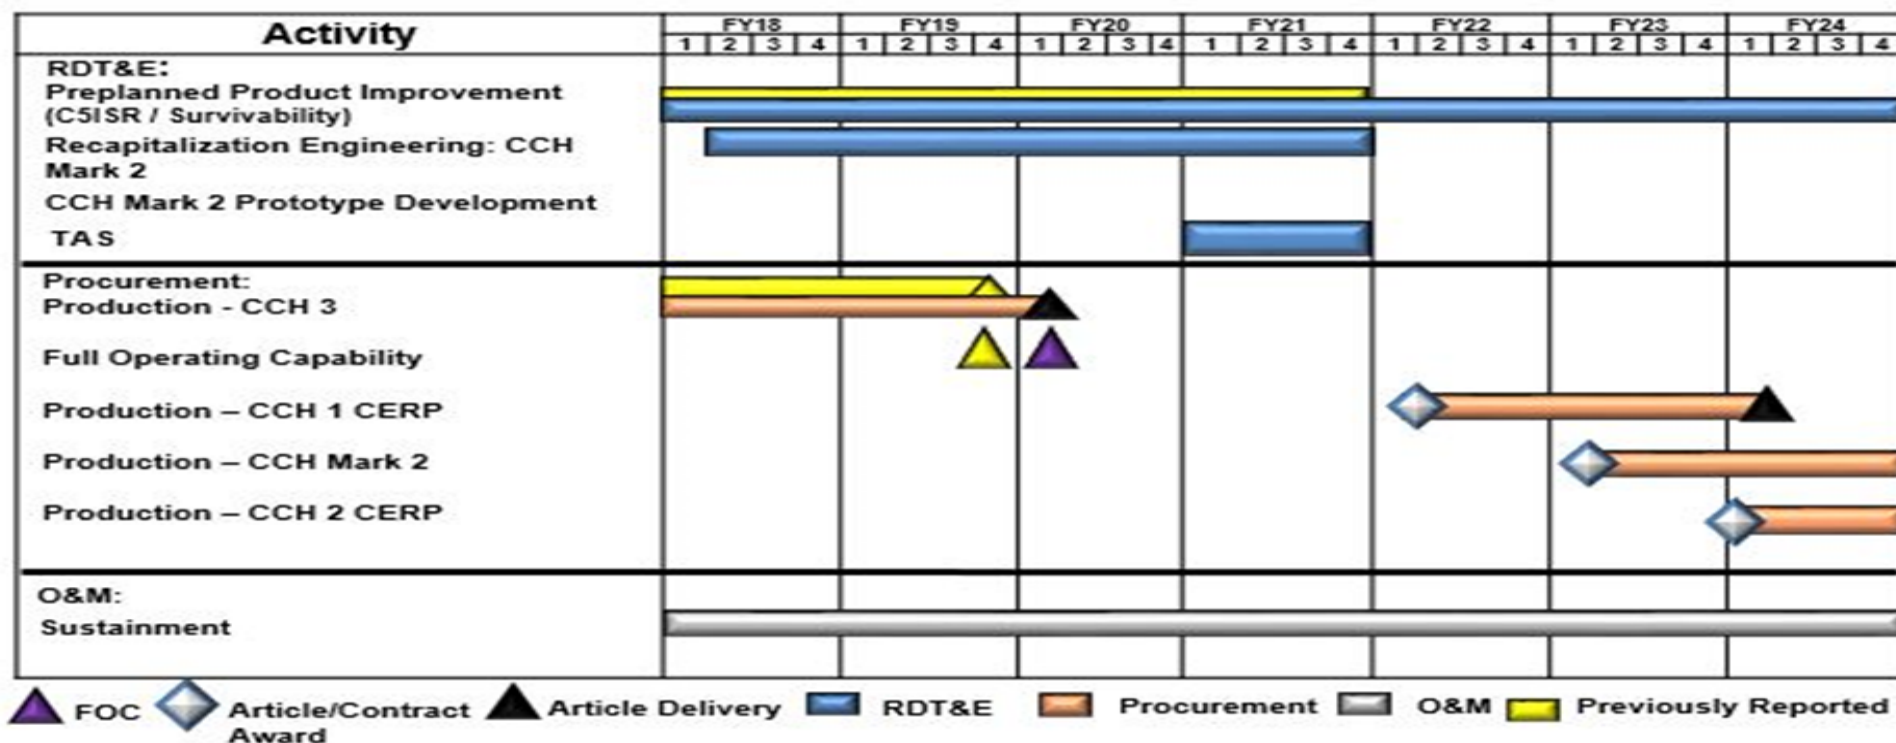 Activity
FY18 FY19 FY20 FY21 FY22 FY23 FY24
1 2 3 4 1 2 3 4 1 2 3 4 1 2 3 4 1 2 3 4 1 2 3 4 1 2 3 4
RDT&E:
Preplanned Product Improvement
(C5ISR / Survivability)
Recapitalization Engineering: CCH
Mark 2
CCH Mark 2 Prototype Development
TAS
Procurement:
Production - CCH 3
Full Operating Capability
Production – CCH 1 CERP
Production – CCH Mark 2
Production – CCH 2 CERP
O&M:
Sustainment
FOC Article/Contract Article Delivery RDT&E Procurement O&M Previously Reported
Award